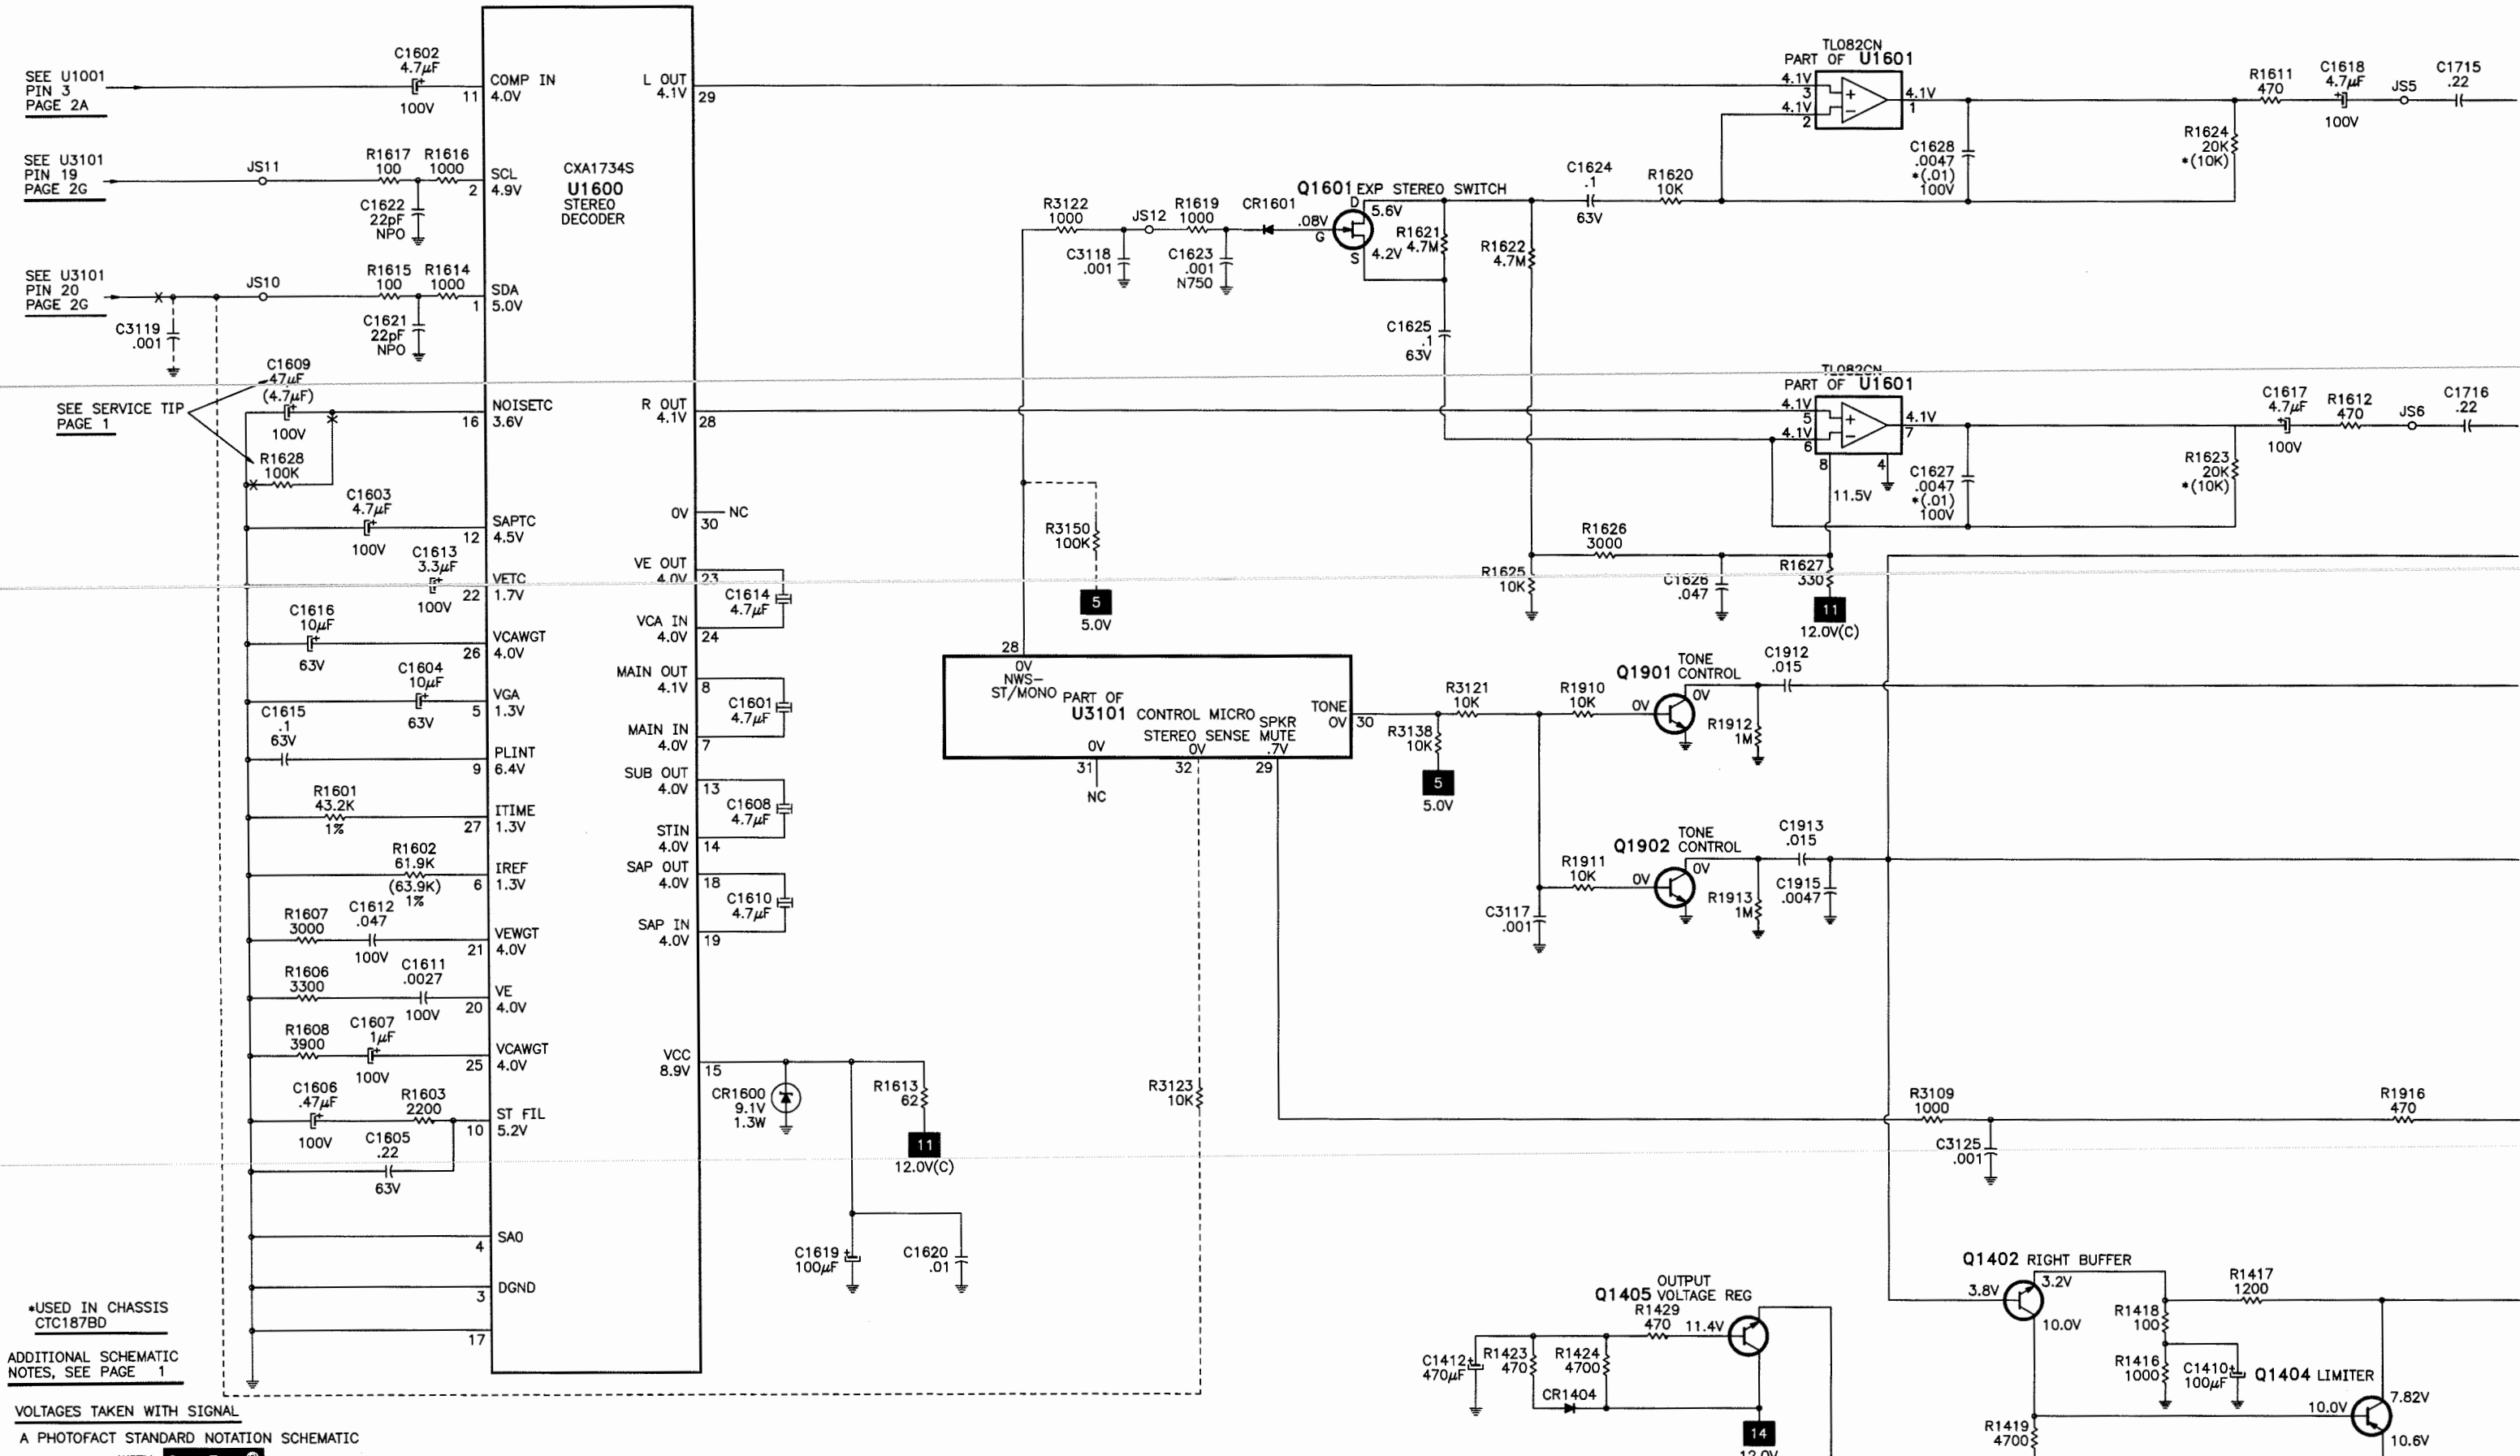 SEE U1001
PIN 3
PAGE 2A
C1602
4.7µF
100V
11
COMP IN
4.0V
SEE U3101
PIN 19
PAGE 2G
JS11
R1617
100
R1616
1000
2
SCL
4.9V
C1622
22pF
NPO
SEE U3101
PIN 20
PAGE 2G
JS10
R1615
100
R1614
1000
1
SDA
5.0V
C3119
.001
C1621
22pF
NPO
C1609
47µF
(4.7µF)
100V
SEE SERVICE TIP
PAGE 1
R1628
100K
16
NOISETC
3.6V
C1603
4.7µF
100V
12
SAPTC
4.5V
C1613
3.3µF
100V
22
VETC
1.7V
C1616
10µF
63V
26
VCAWGT
4.0V
C1604
10µF
63V
5
VGA
1.3V
C1615
.1
63V
9
PLINT
6.4V
R1601
43.2K
1%
27
ITIME
1.3V
R1602
61.9K
(63.9K)
1%
6
IREF
1.3V
R1607
3000
C1612
.047
100V
21
VEWGT
4.0V
R1606
3300
C1611
.0027
100V
20
VE
4.0V
R1608
3900
C1607
1µF
100V
25
VCAWGT
4.0V
C1606
.47µF
100V
R1603
2200
10
ST FIL
5.2V
C1605
.22
63V
4
SA0
3
DGND
17
CXA1734S
U1600
STEREO
DECODER
L OUT
4.1V
29
R OUT
4.1V
28
0V
30
NC
VE OUT
4.0V
23
C1614
4.7µF
VCA IN
4.0V
24
MAIN OUT
4.1V
8
C1601
4.7µF
MAIN IN
4.0V
7
SUB OUT
4.0V
13
C1608
4.7µF
STIN
4.0V
14
SAP OUT
4.0V
18
C1610
4.7µF
SAP IN
4.0V
19
VCC
8.9V
15
CR1600
9.1V
1.3W
R1613
62
11
12.0V(C)
C1619
100µF
C1620
.01
R3122
1000
JS12
R1619
1000
CR1601
C3118
.001
C1623
.001
N750
Q1601 EXP STEREO SWITCH
.08V
G
D
5.6V
S
4.2V
R1621
4.7M
R1622
4.7M
C1624
.1
63V
R1620
10K
C1625
.1
63V
TL082CN
PART OF U1601
4.1V
3
4.1V
2
4.1V
1
C1628
.0047
*(.01)
100V
R1624
20K
*(10K)
R1611
470
C1618
4.7µF
100V
JS5
C1715
.22
TL082CN
PART OF U1601
4.1V
5
4.1V
6
4.1V
7
8
4
11.5V
C1627
.0047
*(.01)
100V
R1623
20K
*(10K)
C1617
4.7µF
100V
R1612
470
JS6
C1716
.22
R3150
100K
5
5.0V
R1626
3000
R1625
10K
C1626
.047
R1627
330
11
12.0V(C)
28
0V
NWS-
ST/MONO
PART OF
U3101 CONTROL MICRO
STEREO SENSE
SPKR
MUTE
TONE
0V
30
0V
31
NC
0V
32
.7V
29
R3138
10K
5
5.0V
R3121
10K
R1910
10K
Q1901 TONE
CONTROL
0V
0V
C1912
.015
R1912
1M
Q1902 TONE
CONTROL
R1911
10K
0V
0V
C1913
.015
R1913
1M
C1915
.0047
C3117
.001
R3123
10K
R3109
1000
C3125
.001
R1916
470
Q1402 RIGHT BUFFER
3.8V
3.2V
10.0V
R1417
1200
R1418
100
R1416
1000
C1410
100µF
Q1404 LIMITER
7.82V
10.0V
10.6V
R1419
4700
OUTPUT
Q1405 VOLTAGE REG
R1429
470
11.4V
C1412
470µF
R1423
470
R1424
4700
CR1404
14
12.0V
*USED IN CHASSIS
CTC187BD
ADDITIONAL SCHEMATIC
NOTES, SEE PAGE 1
VOLTAGES TAKEN WITH SIGNAL
A PHOTOFACT STANDARD NOTATION SCHEMATIC